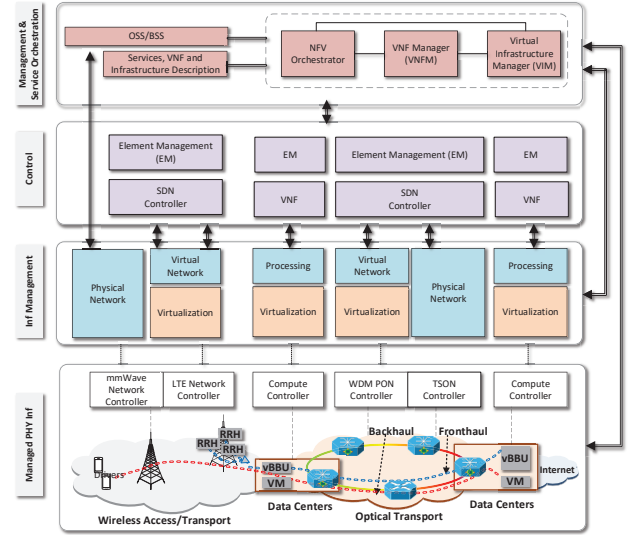 Management &
Service Orchestration
OSS/BSS
Services, VNF and
Infrastructure Description
NFV
Orchestrator
VNF Manager
(VNFM)
Virtual
Infrastructure
Manager (VIM)
Control
Element Management
(EM)
EM
Element Management (EM)
EM
SDN
Controller
VNF
SDN
Controller
VNF
Inf Management
Physical
Network
Virtual
Network
Virtualization
Processing
Virtualization
Virtual
Network
Virtualization
Physical
Network
Processing
Virtualization
Managed PHY Inf
mmWave
Network
Controller
LTE Network
Controller
Compute
Controller
WDM PON
Controller
TSON
Controller
Compute
Controller
Backhaul
Fronthaul
RRH
RRH
RRH
vBBU
VM
vBBU
VM
Internet
Wireless Access/Transport
Data Centers
Optical Transport
Data Centers